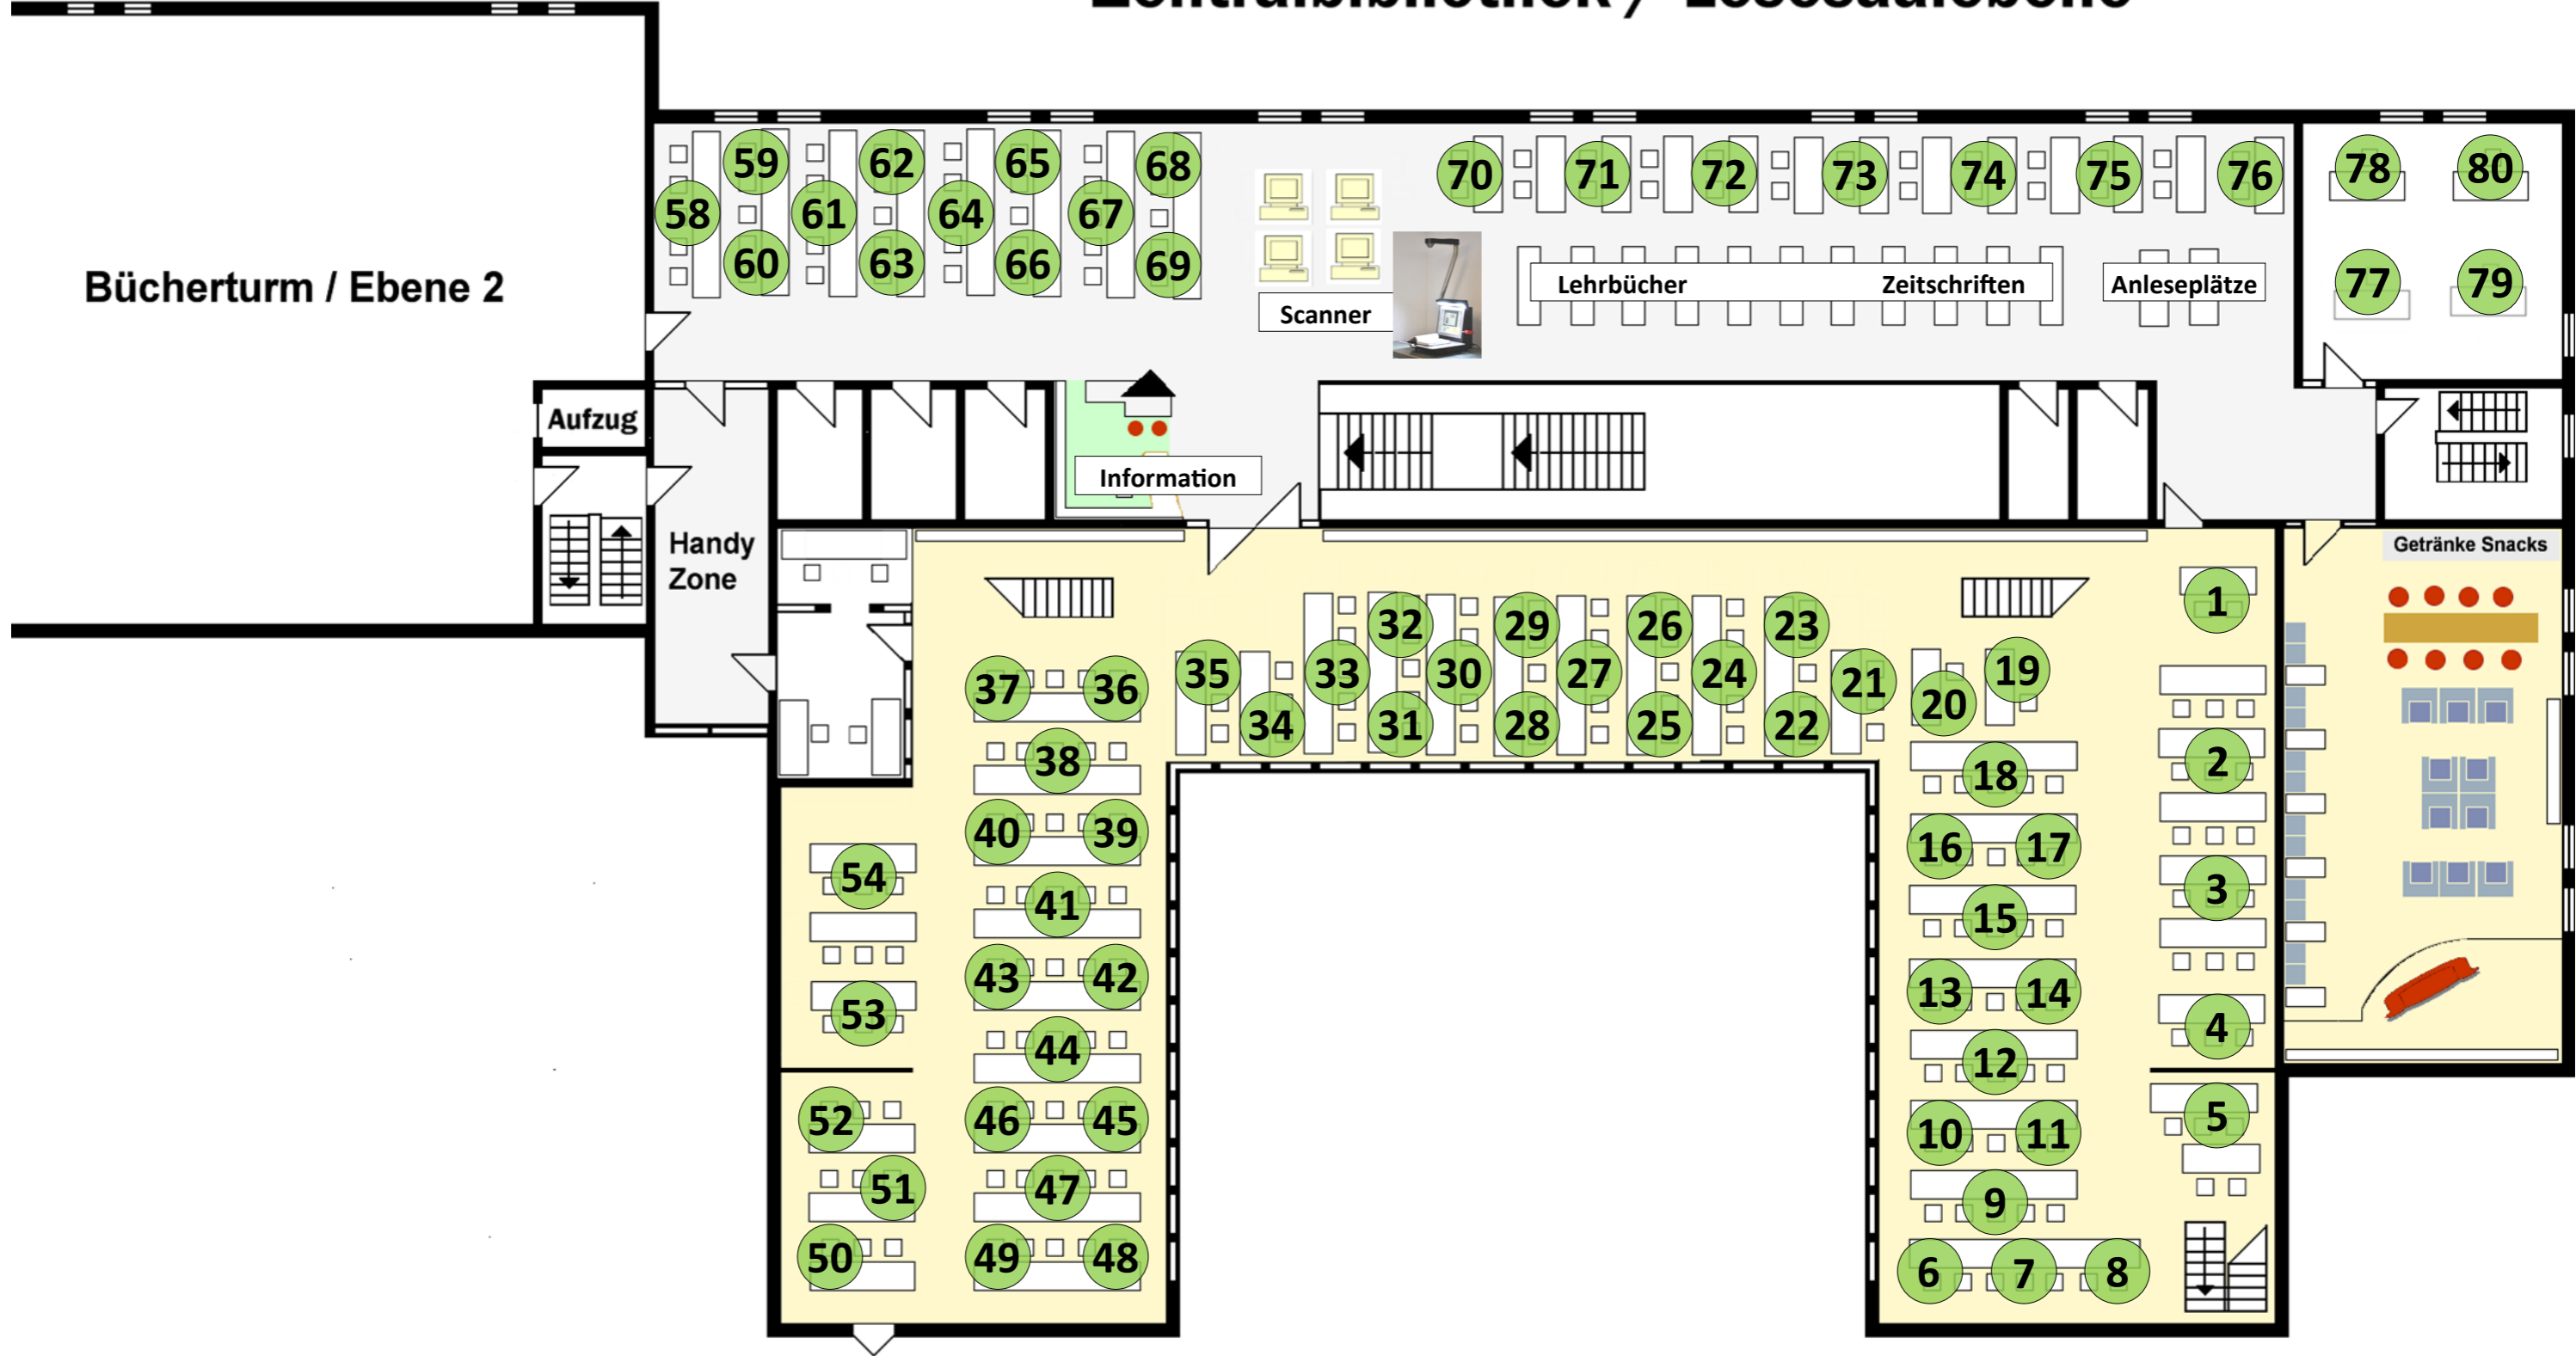 Zentralbibliothek / Lesesaalebene
59 62 65 68
70 71 72 73 74 75 76
78 80
58 61 64 67
60 63 66 69
77 79
Bücherturm / Ebene 2
Lehrbücher Zeitschriften
Anleseplätze
Scanner
Aufzug
Information
Handy
Zone
Getränke Snacks
1
32 29 26 23
35 33 30 27 24 21 19
37 36
20
34 31 28 25 22
38
2
18
40 39
16 17
54
3
41
15
43 42
13 14
53
4
44
12
52
46 45
10 11
5
51
47
9
50
49 48
6 7 8